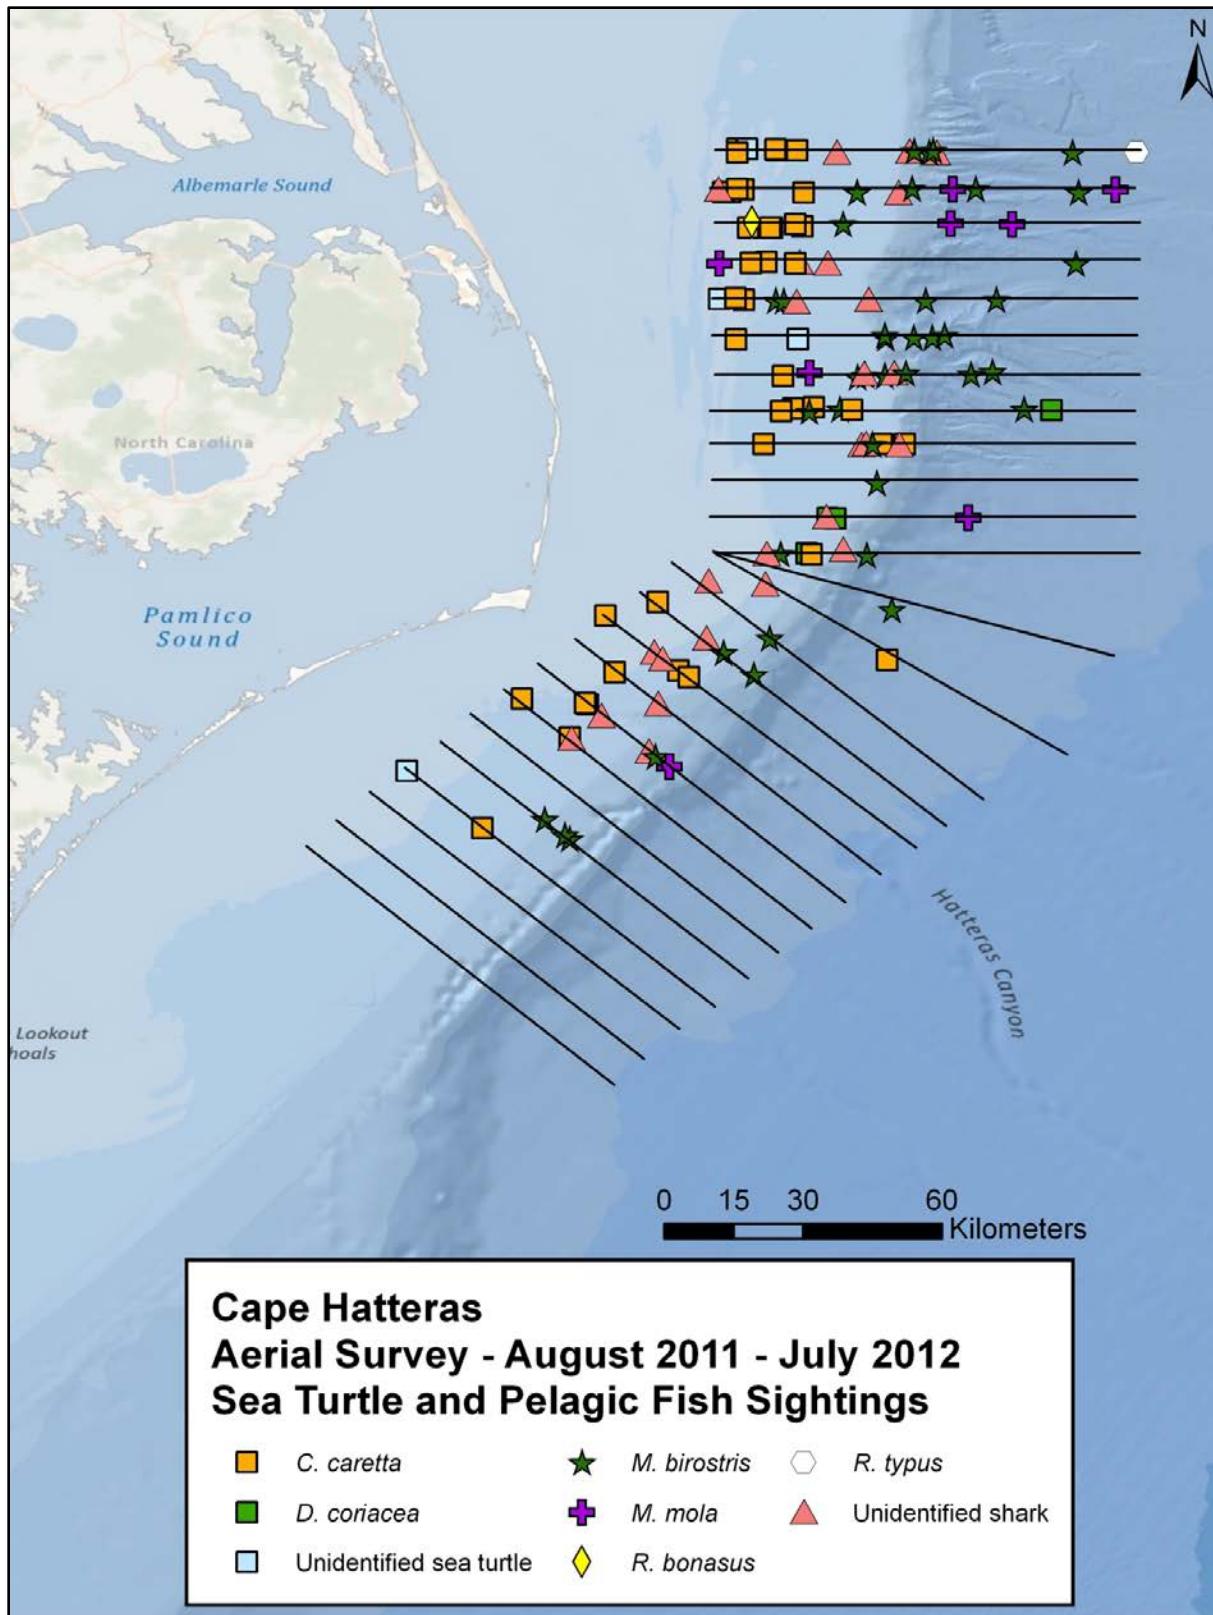 N
Albemarle Sound
North Carolina
Pamlico
Sound
Hatteras Canyon
Lookout
hoals
0 15 30 60
Kilometers
Cape Hatteras
Aerial Survey - August 2011 - July 2012
Sea Turtle and Pelagic Fish Sightings
C. caretta M. birostris R. typus
D. coriacea M. mola Unidentified shark
Unidentified sea turtle R. bonasus